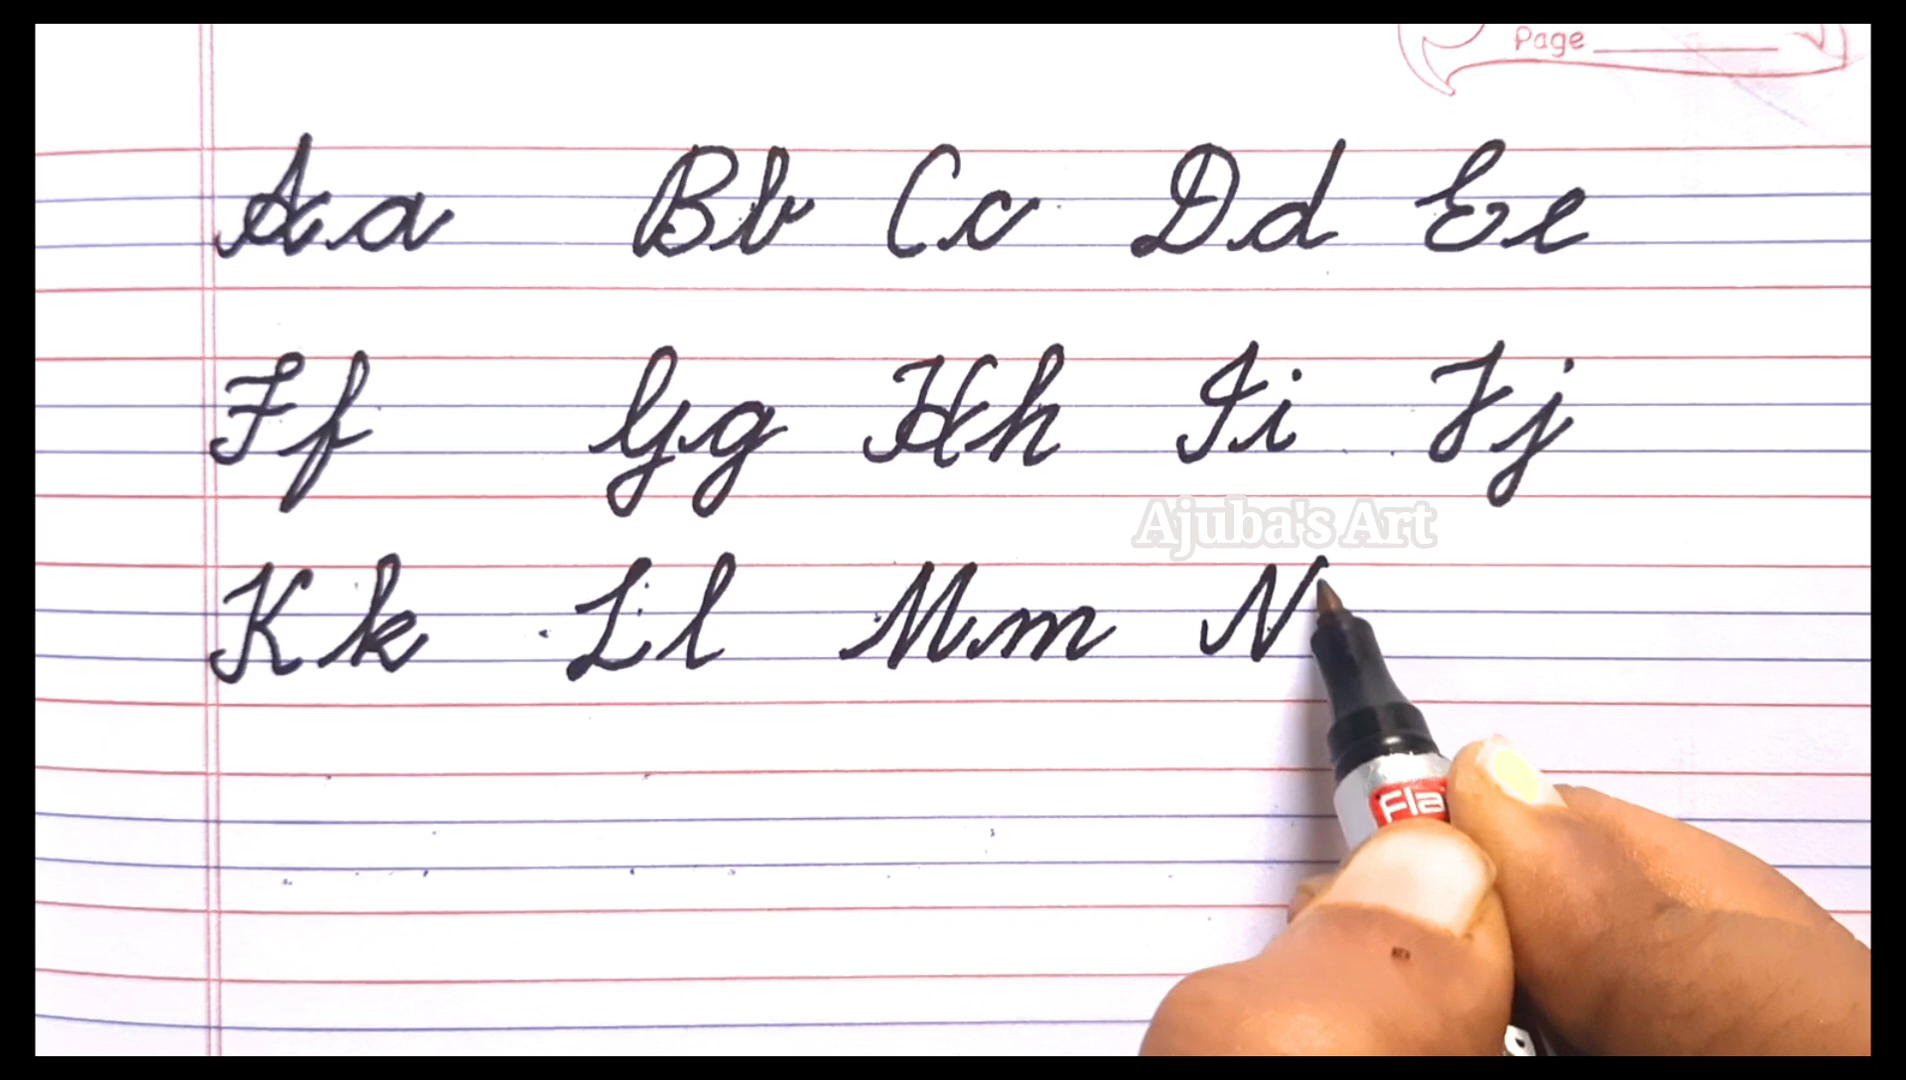 Page
Aa Bb Cc Dd Ee
Ff Gg Hh Ii Jj
Ajuba's Art
Kk Ll Mm N
Fla